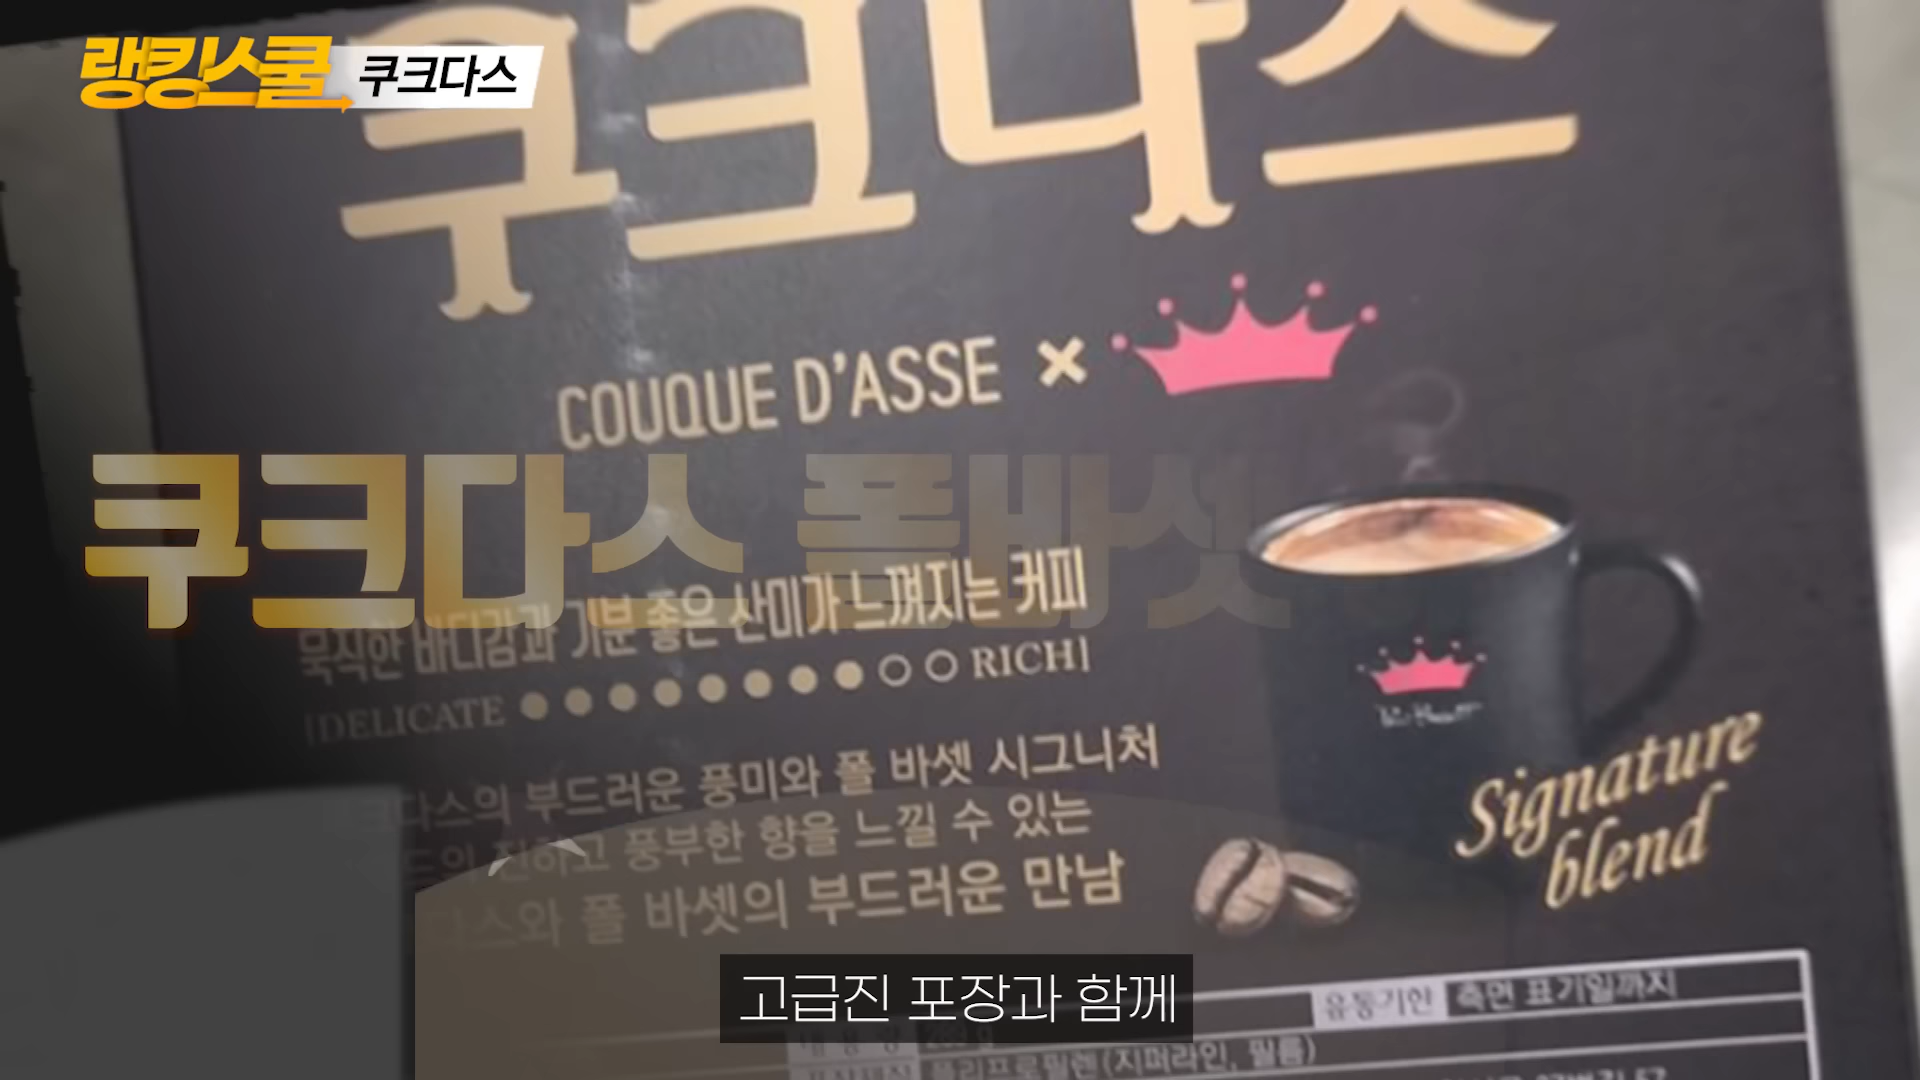 랭킹스쿨 쿠크다스
쿠크다스
COUQUE D'ASSE ×
쿠크다스 폴바셋
묵직한 바디감과 기분 좋은 산미가 느껴지는 커피
DELICATE RICH
부드러운 풍미와 폴 바셋 시그니처
진하고 풍부한 향을 느낄 수 있는
폴 바셋의 부드러운 만남
Signature
blend
고급진 포장과 함께
유통기한 측면 표기일까지
폴리프로필렌(지퍼라인, 필름)